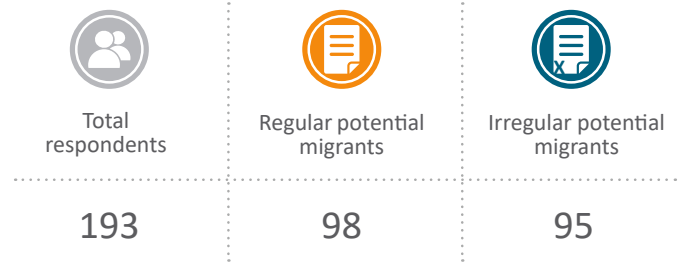 Total
respondents
Regular potential
migrants
Irregular potential
migrants
X
193
98
95